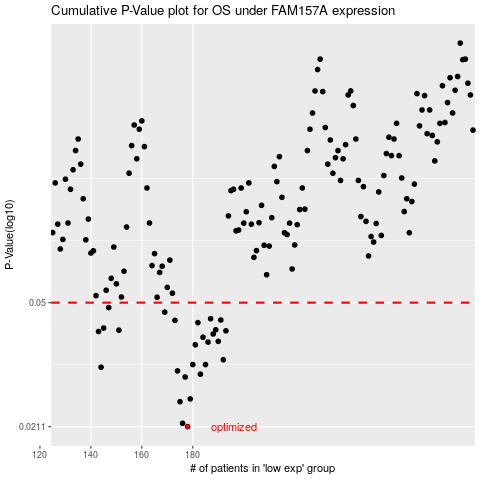 Cumulative P-Value plot for OS under FAM157A expression
P-Value(log10)
0.05
0.0211
optimized
120 140 160 180
# of patients in 'low exp' group